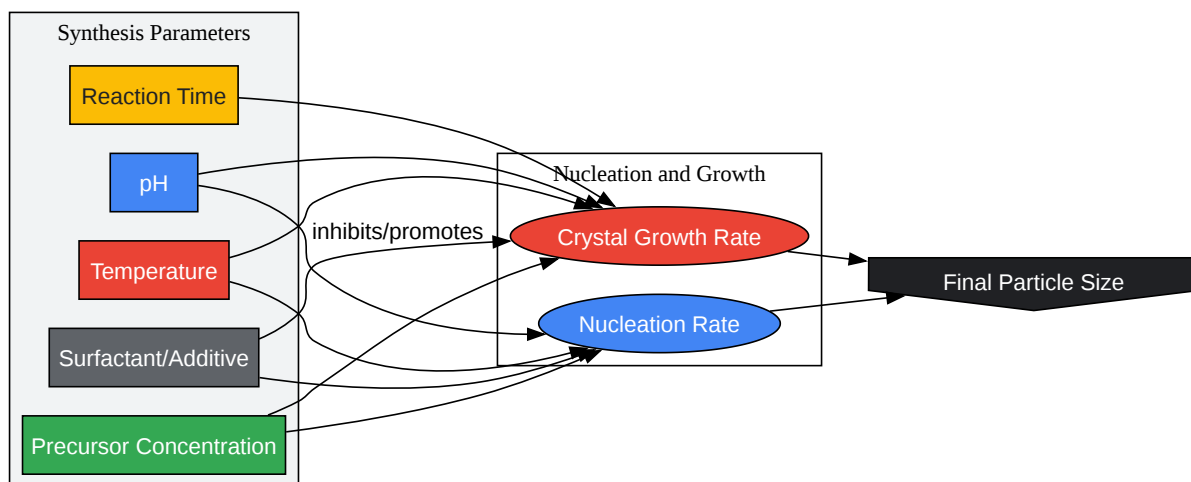 Synthesis Parameters
Reaction Time
pH
Temperature
Surfactant/Additive
Precursor Concentration
inhibits/promotes
Nucleation and Growth
Crystal Growth Rate
Nucleation Rate
Final Particle Size